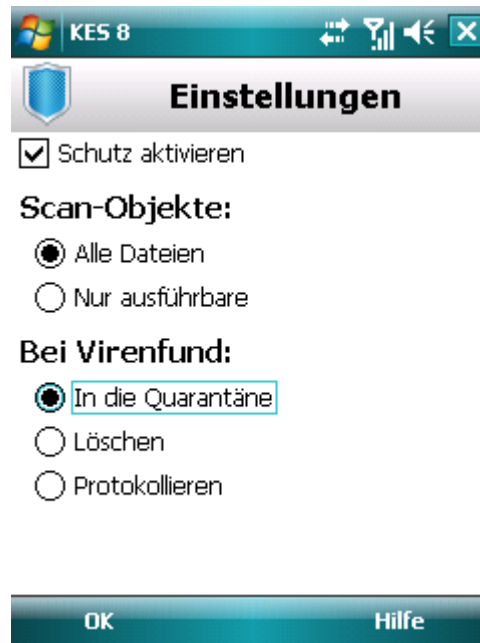 KES 8
Einstellungen
Schutz aktivieren
Scan-Objekte:
Alle Dateien
Nur ausführbare
Bei Virenfund:
In die Quarantäne
Löschen
Protokollieren
OK Hilfe